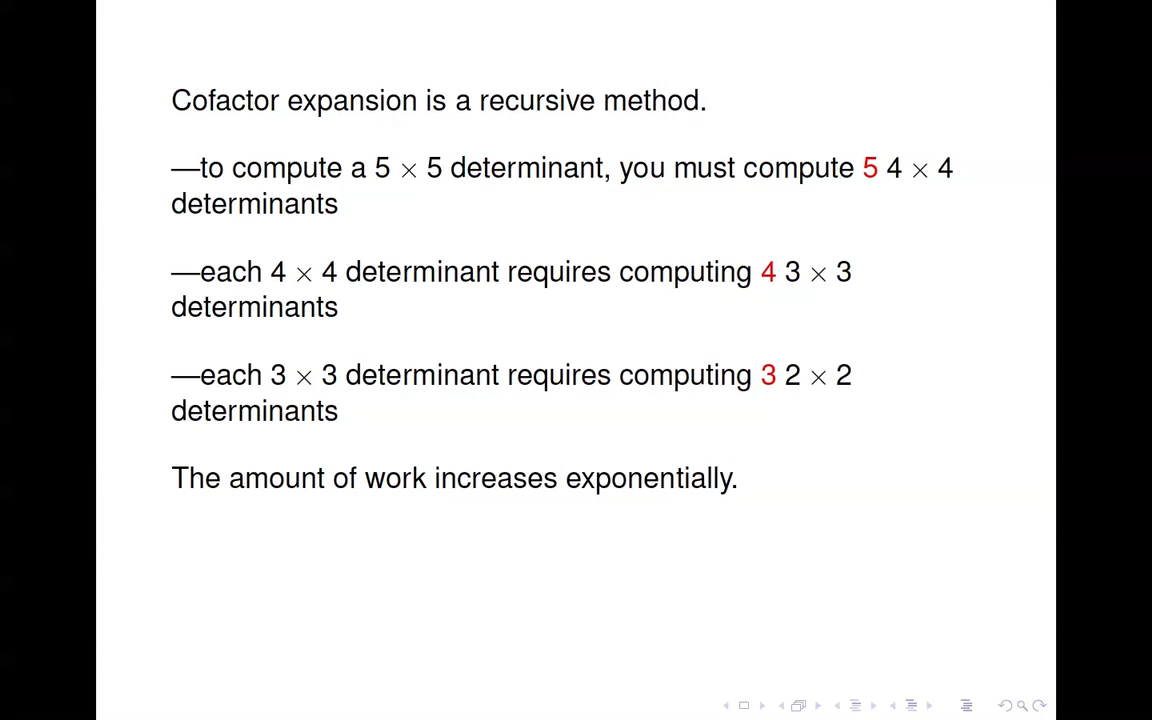 Cofactor expansion is a recursive method.
—to compute a 5 × 5 determinant, you must compute 5 4 × 4
determinants
—each 4 × 4 determinant requires computing 4 3 × 3
determinants
—each 3 × 3 determinant requires computing 3 2 × 2
determinants
The amount of work increases exponentially.